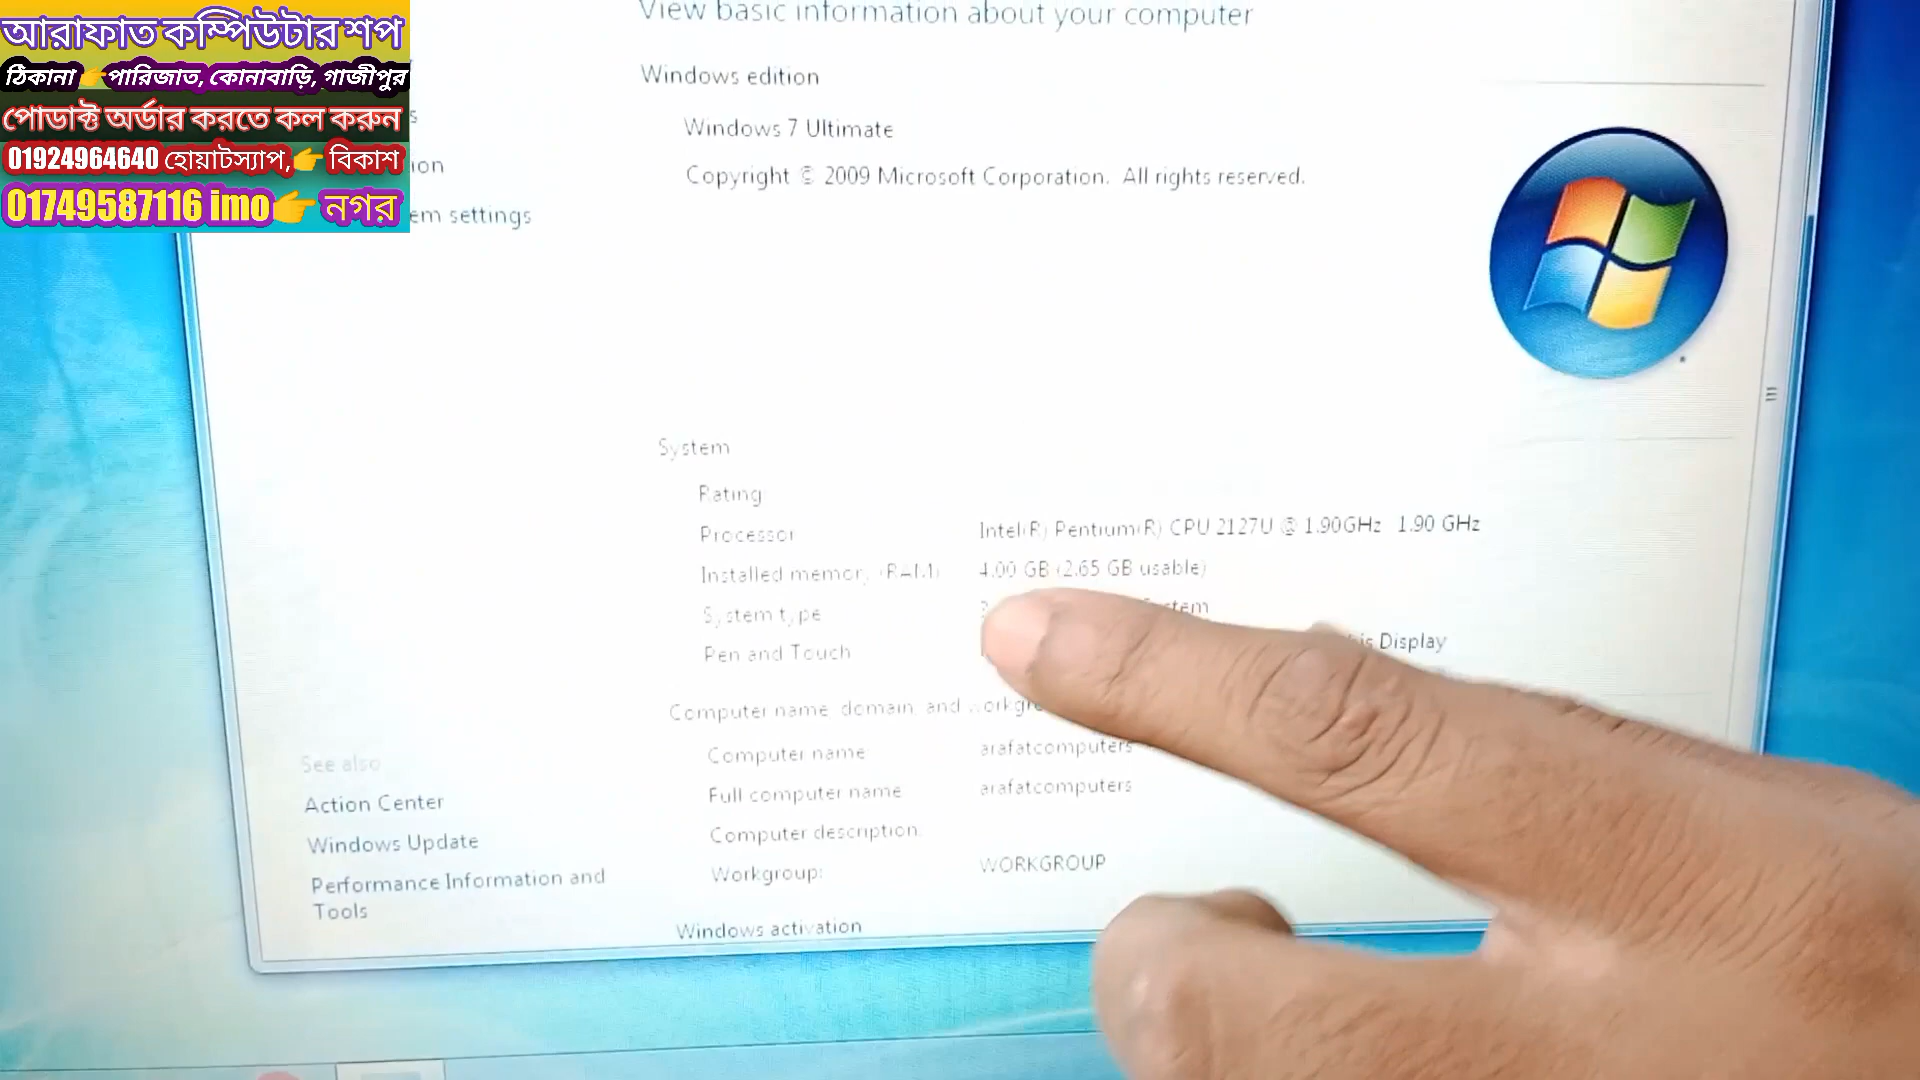 আরাফাত কম্পিউটার শপ
ঠিকানা 👉পারিজাত, কোনাবাড়ি, গাজীপুর
পোডাক্ট অর্ডার করতে কল করুন
01924964640 হোয়াটস্যাপ,👉 বিকাশ
01749587116 imo👉 নগর
View basic information about your computer
Windows edition
Windows 7 Ultimate
Copyright © 2009 Microsoft Corporation. All rights reserved.
settings
System
Rating
Processor Intel(R) Pentium(R) CPU 2127U @ 1.90GHz 1.90 GHz
Installed memory (RAM) 4.00 GB (2.65 GB usable)
System type
Pen and Touch Display
Computer name, domain, and
Computer name arafatcomputers
Full computer name arafatcomputers
Computer description:
Workgroup: WORKGROUP
Windows activation
See also
Action Center
Windows Update
Performance Information and
Tools